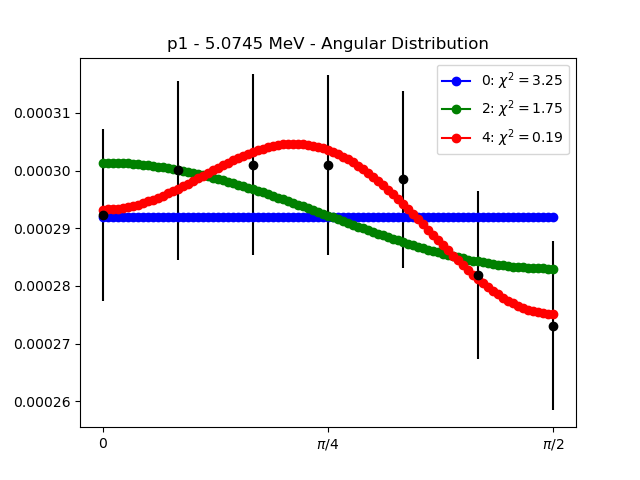 p1 - 5.0745 MeV - Angular Distribution
0: χ² = 3.25
2: χ² = 1.75
4: χ² = 0.19
0.00031
0.00030
0.00029
0.00028
0.00027
0.00026
0 π/4 π/2